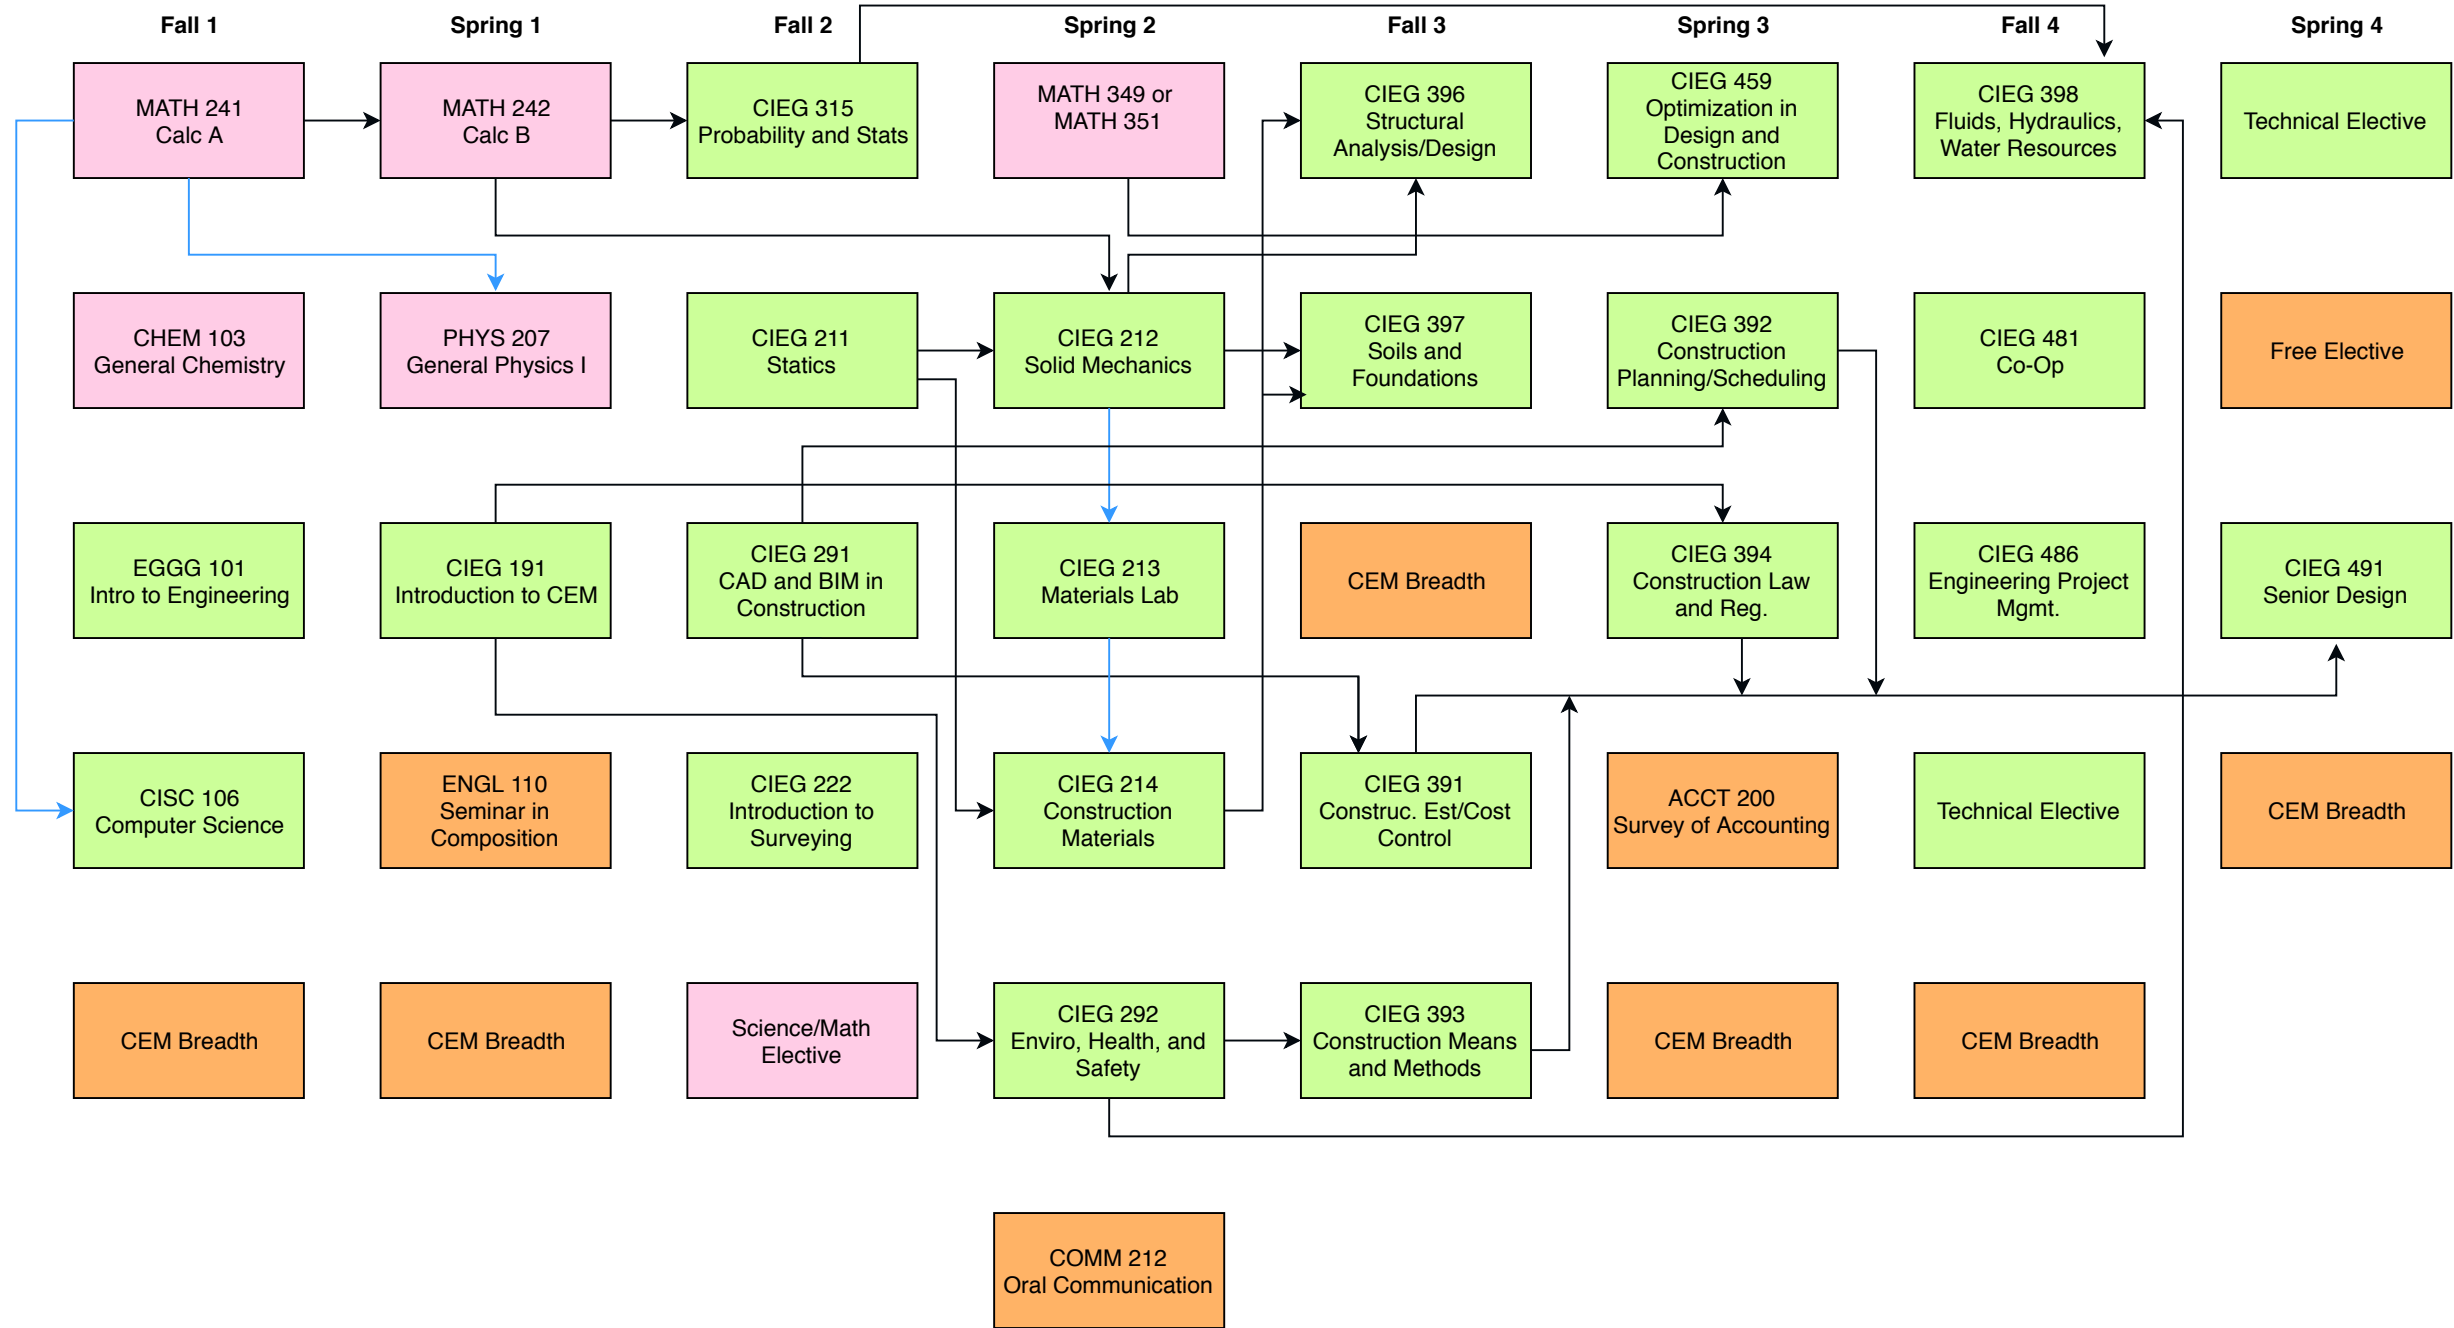 Fall 1
Spring 1
Fall 2
Spring 2
Fall 3
Spring 3
Fall 4
Spring 4
MATH 241
Calc A
MATH 242
Calc B
CIEG 315
Probability and Stats
MATH 349 or
MATH 351
CIEG 396
Structural
Analysis/Design
CIEG 459
Optimization in
Design and
Construction
CIEG 398
Fluids, Hydraulics,
Water Resources
Technical Elective
CHEM 103
General Chemistry
PHYS 207
General Physics I
CIEG 211
Statics
CIEG 212
Solid Mechanics
CIEG 397
Soils and
Foundations
CIEG 392
Construction
Planning/Scheduling
CIEG 481
Co-Op
Free Elective
EGGG 101
Intro to Engineering
CIEG 191
Introduction to CEM
CIEG 291
CAD and BIM in
Construction
CIEG 213
Materials Lab
CEM Breadth
CIEG 394
Construction Law
and Reg.
CIEG 486
Engineering Project
Mgmt.
CIEG 491
Senior Design
CISC 106
Computer Science
ENGL 110
Seminar in
Composition
CIEG 222
Introduction to
Surveying
CIEG 214
Construction
Materials
CIEG 391
Construc. Est/Cost
Control
ACCT 200
Survey of Accounting
Technical Elective
CEM Breadth
CEM Breadth
CEM Breadth
Science/Math
Elective
CIEG 292
Enviro, Health, and
Safety
CIEG 393
Construction Means
and Methods
CEM Breadth
CEM Breadth
COMM 212
Oral Communication